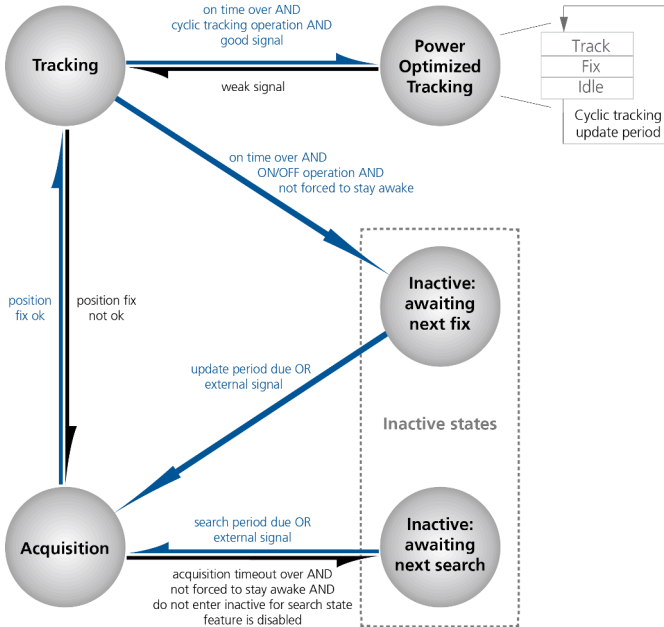 on time over AND
cyclic tracking operation AND
good signal
Tracking
Power
Optimized
Tracking
weak signal
Track
Fix
Idle
Cyclic tracking
update period
on time over AND
ON/OFF operation AND
not forced to stay awake
position
fix ok
position fix
not ok
Inactive:
awaiting
next fix
update period due OR
external signal
Inactive states
Acquisition
search period due OR
external signal
Inactive:
awaiting
next search
acquisition timeout over AND
not forced to stay awake AND
do not enter inactive for search state
feature is disabled